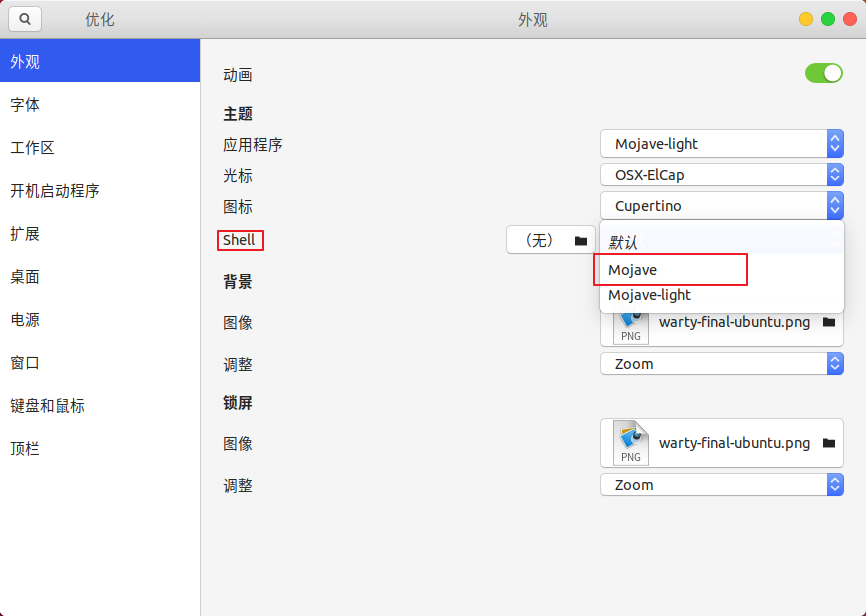 优化
外观
外观
字体
工作区
开机启动程序
扩展
桌面
电源
窗口
键盘和鼠标
顶栏
动画
主题
应用程序
Mojave-light
光标
OSX-ElCap
图标
Cupertino
Shell
（无）
默认
Mojave
Mojave-light
背景
图像
PNG
warty-final-ubuntu.png
调整
Zoom
锁屏
图像
PNG
warty-final-ubuntu.png
调整
Zoom